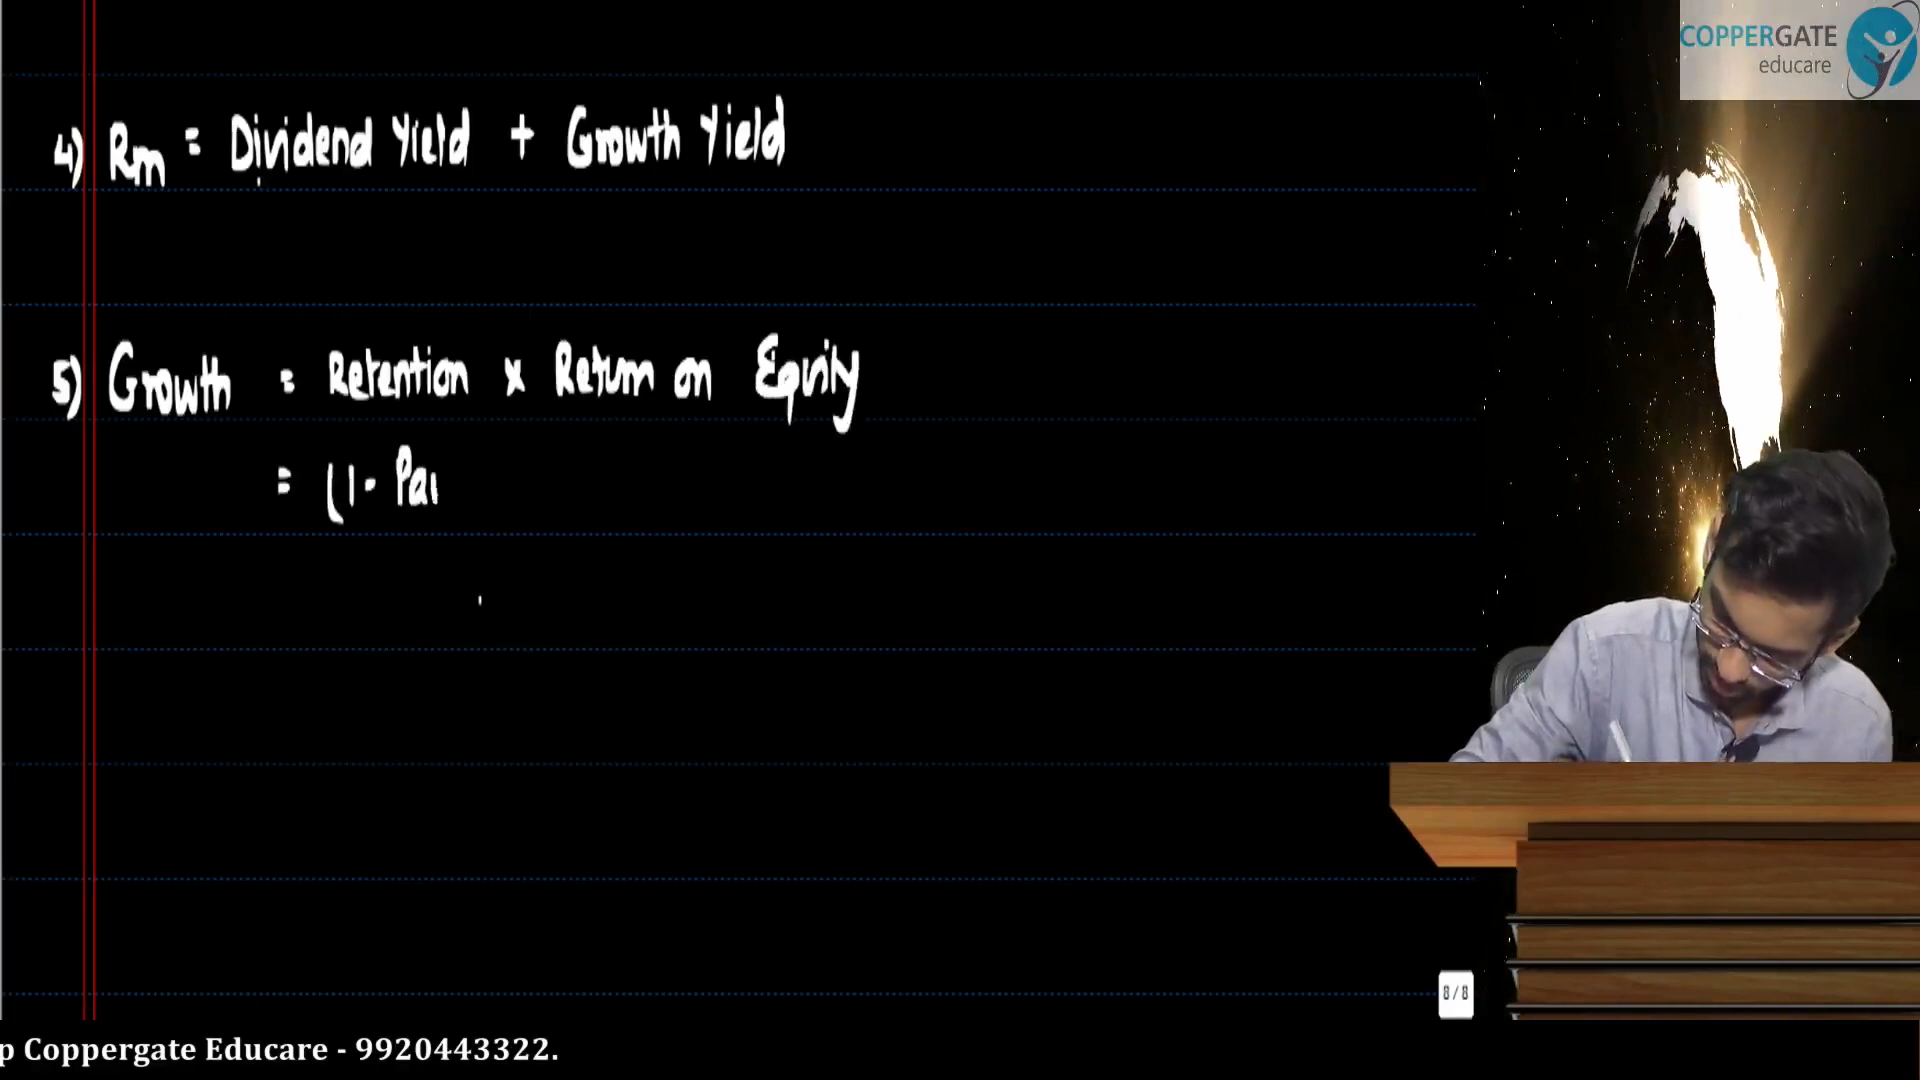 COPPERGATE
educare
4) Rm = Dividend Yield + Growth Yield
5) Growth = Retention x Return on Equity
= (1- Pa
8/8
p Coppergate Educare - 9920443322.